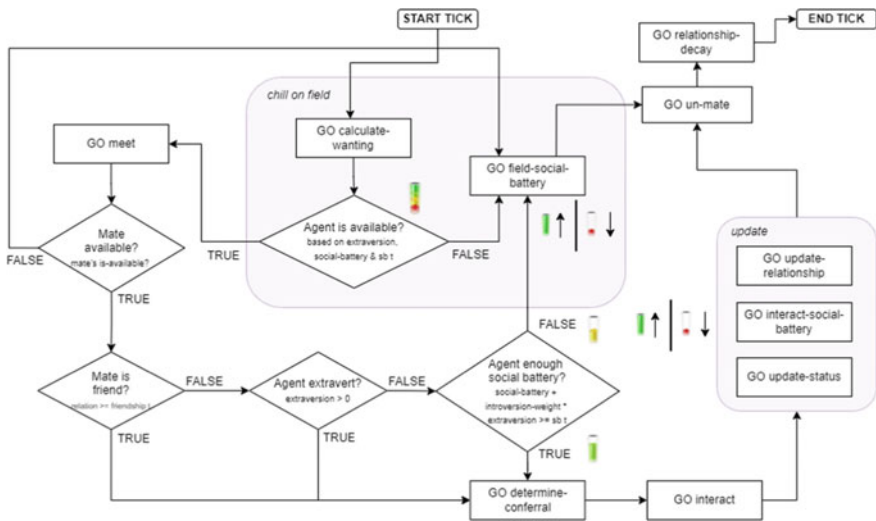 START TICK
END TICK
GO relationship-
decay
chill on field
GO calculate-
wanting
GO un-mate
GO meet
GO field-social-
battery
Agent is available?
based on extraversion,
social-battery & sb t
TRUE
FALSE
Mate
available?
mate's is-available?
FALSE
TRUE
update
GO update-
relationship
GO interact-social-
battery
GO update-status
FALSE
Mate is
friend?
relation >= friendship t
FALSE
TRUE
Agent extravert?
extraversion > 0
FALSE
TRUE
Agent enough
social battery?
social-battery +
introversion-weight *
extraversion >= sb t
TRUE
GO determine-
conferral
GO interact